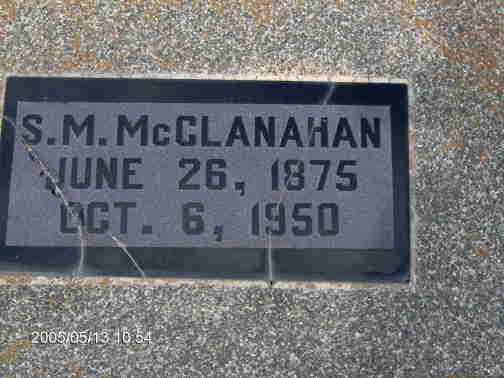 S.M. McCLANAHAN
JUNE 26, 1875
OCT. 6, 1950
2005/05/13 10:54